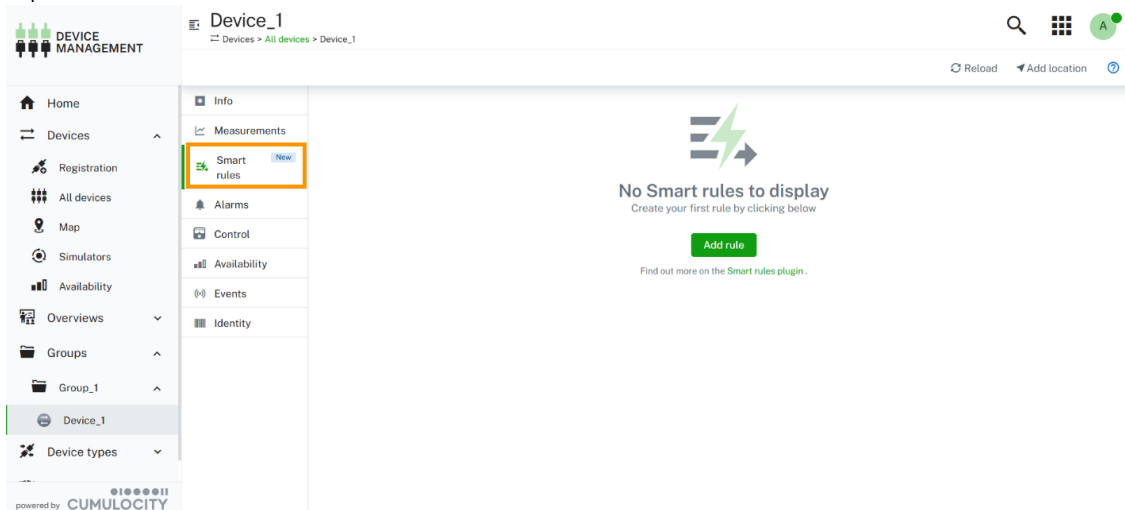 DEVICE
MANAGEMENT
Device_1
Devices > All devices > Device_1
A
Reload
Add location
Home
Devices
Registration
All devices
Map
Simulators
Availability
Overviews
Groups
Group_1
Device_1
Device types
powered by CUMULOCITY
Info
Measurements
Smart
rules
New
Alarms
Control
Availability
Events
Identity
No Smart rules to display
Create your first rule by clicking below
Add rule
Find out more on the Smart rules plugin .